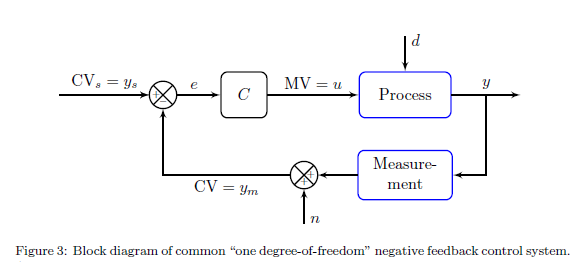 d
CVₛ = yₛ
e
C
MV = u
Process
y
+
−
Measure-
ment
+
+
CV = yₘ
n
Figure 3: Block diagram of common “one degree-of-freedom” negative feedback control system.